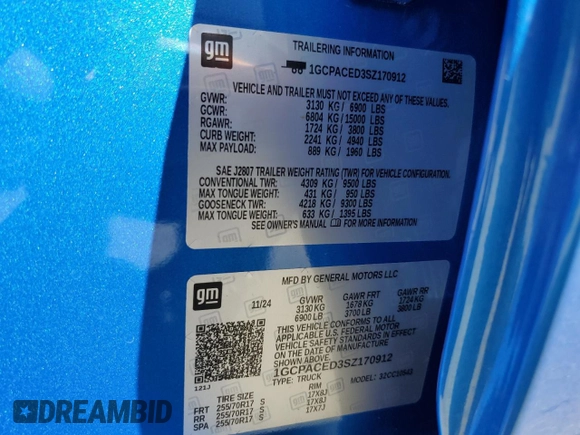 gm
TRAILERING INFORMATION
1GCPACED3SZ170912
VEHICLE AND TRAILER MUST NOT EXCEED ANY OF THESE VALUES.
GVWR: 3130 KG / 6900 LBS
GCWR: 6804 KG / 15000 LBS
RGAWR: 1724 KG / 3800 LBS
CURB WEIGHT: 2241 KG / 4940 LBS
MAX PAYLOAD: 889 KG / 1960 LBS
SAE J2807 TRAILER WEIGHT RATING (TWR) FOR VEHICLE CONFIGURATION.
CONVENTIONAL TWR: 4309 KG / 9500 LBS
MAX TONGUE WEIGHT: 431 KG / 950 LBS
GOOSENECK TWR: 4218 KG / 9300 LBS
MAX TONGUE WEIGHT: 633 KG / 1395 LBS
SEE OWNER'S MANUAL FOR MORE INFORMATION
gm
MFD BY GENERAL MOTORS LLC
11/24 GVWR GAWR FRT GAWR RR
3130 KG 1678 KG 1724 KG
6900 LB 3700 LB 3800 LB
THIS VEHICLE CONFORMS TO ALL
APPLICABLE U.S. FEDERAL MOTOR
VEHICLE SAFETY STANDARDS IN EFFECT
ON THE DATE OF MANUFACTURE
SHOWN ABOVE.
1GCPACED3SZ170912
121J TYPE: TRUCK MODEL:
TIRE SIZE RIM
FRT 255/70R17 S 17X8J
RR 255/70R17 S 17X8J
SPA 255/70R17 S 17X7J
DREAMBID